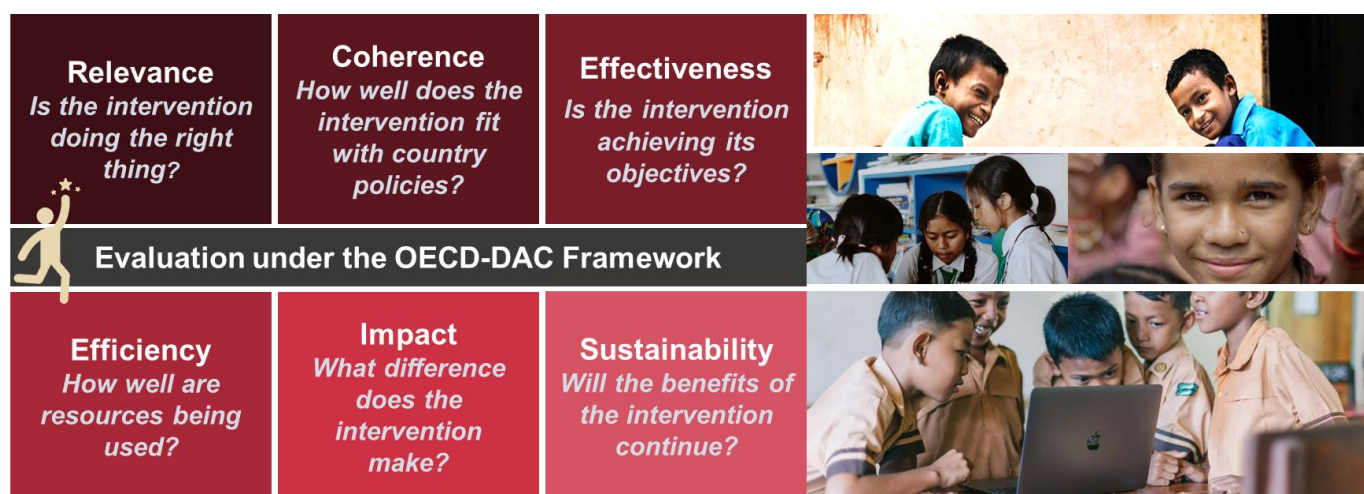 Relevance
Is the intervention
doing the right
thing?
Coherence
How well does the
intervention fit
with country
policies?
Effectiveness
Is the intervention
achieving its
objectives?
Evaluation under the OECD-DAC Framework
Efficiency
How well are
resources being
used?
Impact
What difference
does the
intervention
make?
Sustainability
Will the benefits of
the intervention
continue?